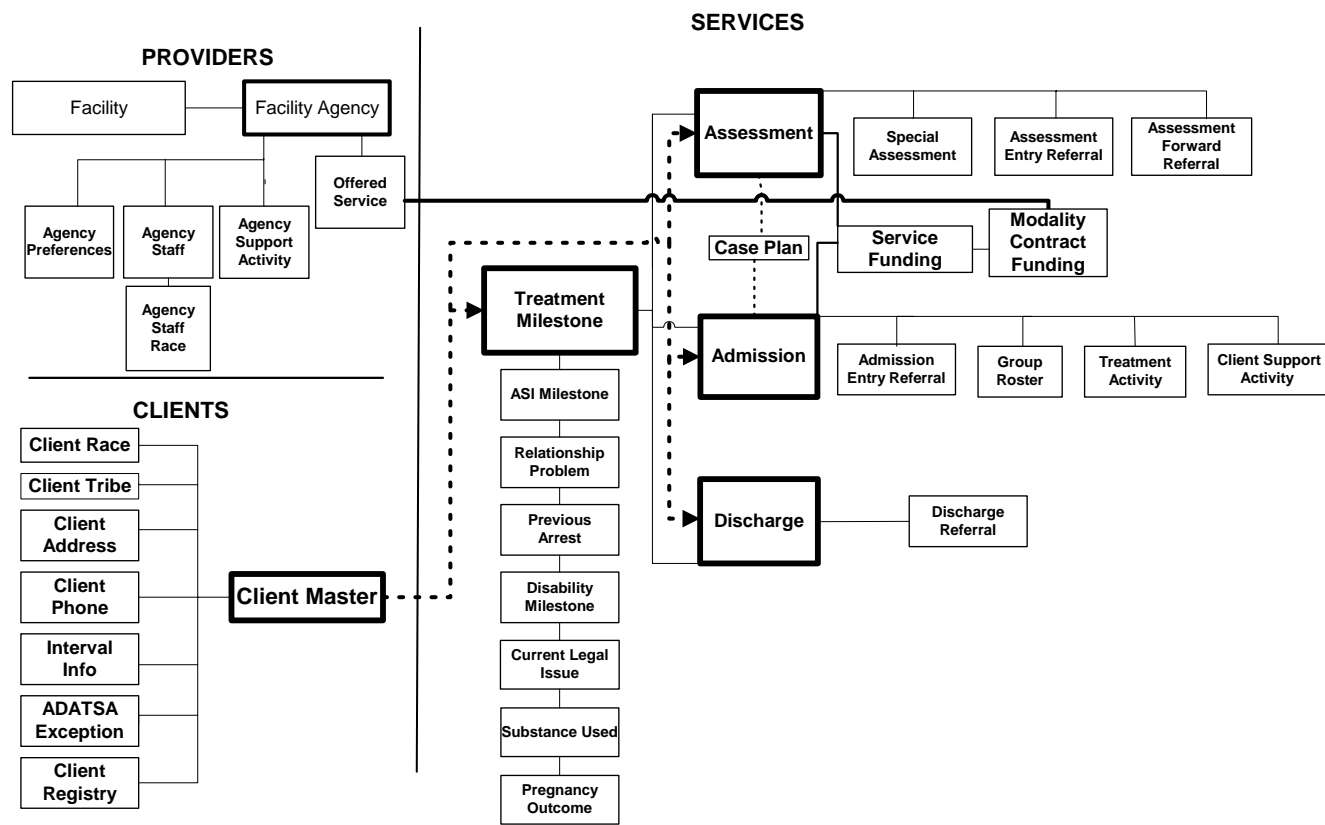 SERVICES
PROVIDERS
Facility
Facility Agency
Offered
Service
Agency
Preferences
Agency
Staff
Agency
Support
Activity
Agency
Staff
Race
CLIENTS
Client Race
Client Tribe
Client
Address
Client
Phone
Interval
Info
ADATSA
Exception
Client
Registry
Client Master
Treatment
Milestone
ASI Milestone
Relationship
Problem
Previous
Arrest
Disability
Milestone
Current Legal
Issue
Substance Used
Pregnancy
Outcome
Assessment
Special
Assessment
Assessment
Entry Referral
Assessment
Forward
Referral
Case Plan
Service
Funding
Modality
Contract
Funding
Admission
Admission
Entry Referral
Group
Roster
Treatment
Activity
Client Support
Activity
Discharge
Discharge
Referral